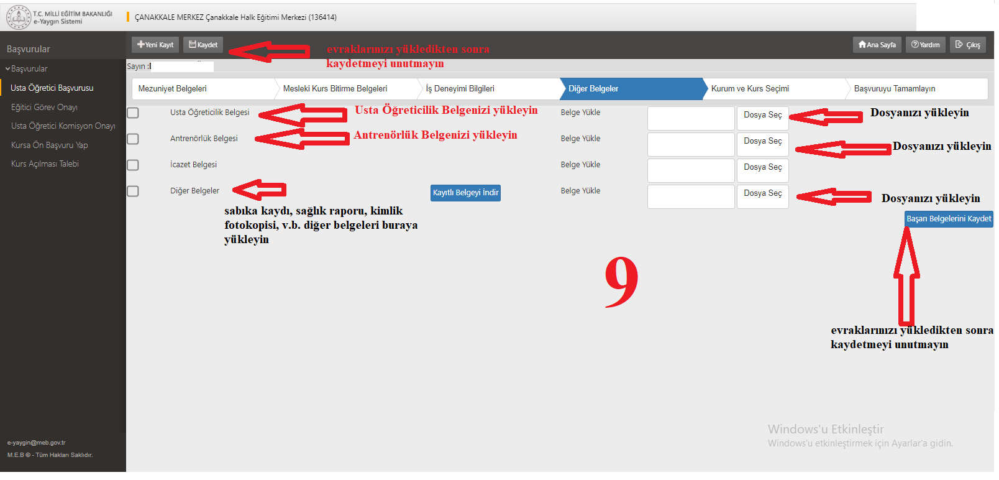 T.C. MİLLİ EĞİTİM BAKANLIĞI
e-Yaygın Sistemi
ÇANAKKALE MERKEZ Çanakkale Halk Eğitimi Merkezi (136414)
Başvurular
Yeni Kayıt
Kaydet
evraklarınızı yükledikten sonra
kaydetmeyi unutmayın
Ana Sayfa
Yardım
Çıkış
Başvurular
Usta Öğretici Başvurusu
Eğitici Görev Onayı
Usta Öğretici Komisyon Onayı
Kursa Ön Başvuru Yap
Kurs Açılması Talebi
Sayın :
Mezuniyet Belgeleri
Mesleki Kurs Bitirme Belgeleri
İş Deneyimi Bilgileri
Diğer Belgeler
Kurum ve Kurs Seçimi
Başvuruyu Tamamlayın
Usta Öğreticilik Belgesi
Usta Öğreticilik Belgenizi yükleyin
Belge Yükle
Dosya Seç
Dosyanızı yükleyin
Antrenörlük Belgesi
Antrenörlük Belgenizi yükleyin
Belge Yükle
Dosya Seç
Dosyanızı yükleyin
İcazet Belgesi
Belge Yükle
Dosya Seç
Diğer Belgeler
Kayıtlı Belgeyi İndir
Belge Yükle
Dosya Seç
Dosyanızı yükleyin
sabıka kaydı, sağlık raporu, kimlik
fotokopisi, v.b. diğer belgeleri buraya
yükleyin
Başarı Belgelerini Kaydet
9
evraklarınızı yükledikten sonra
kaydetmeyi unutmayın
Windows'u Etkinleştir
Windows'u etkinleştirmek için Ayarlar'a gidin.
e-yaygin@meb.gov.tr
M.E.B © - Tüm Hakları Saklıdır.